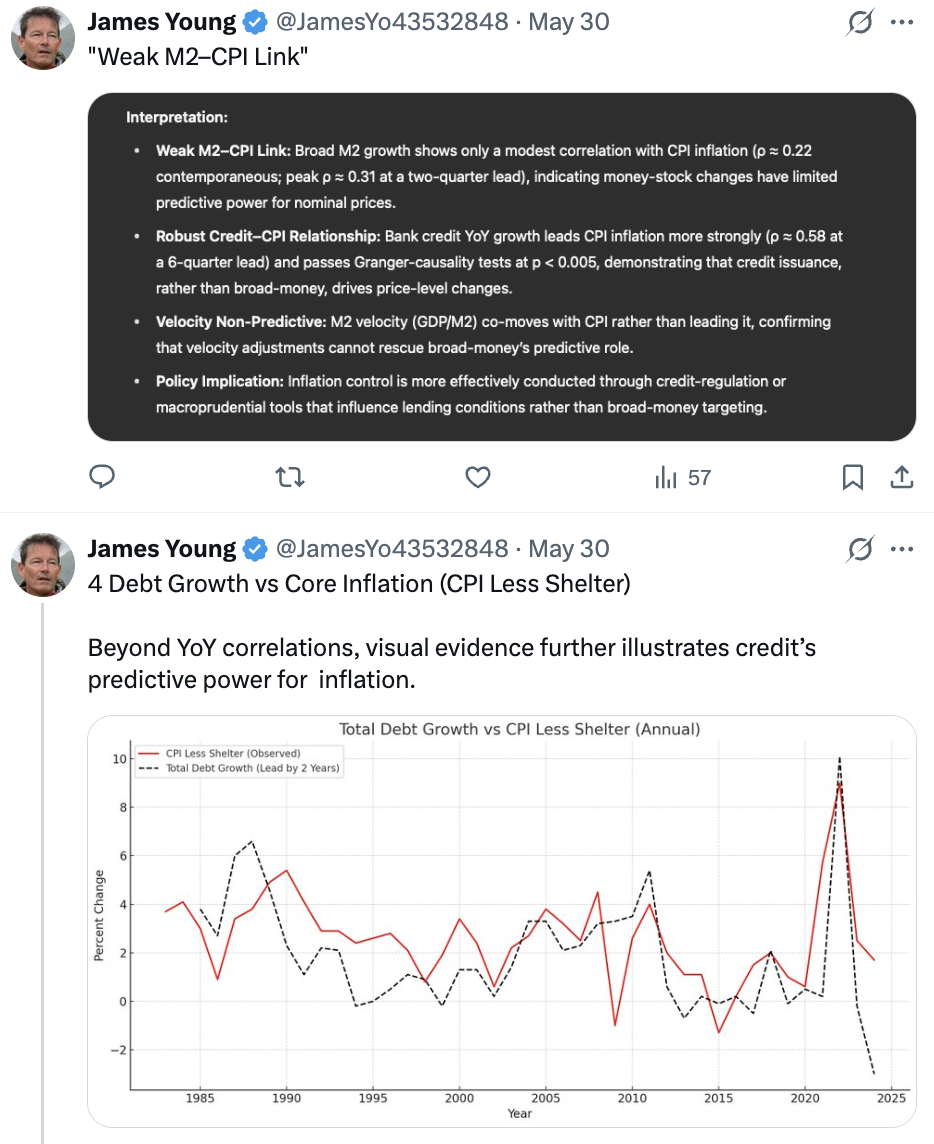 James Young @JamesYo43532848 · May 30
"Weak M2–CPI Link"
Interpretation:
• Weak M2–CPI Link: Broad M2 growth shows only a modest correlation with CPI inflation (ρ ≈ 0.22
contemporaneous; peak ρ ≈ 0.31 at a two-quarter lead), indicating money-stock changes have limited
predictive power for nominal prices.
• Robust Credit–CPI Relationship: Bank credit YoY growth leads CPI inflation more strongly (ρ ≈ 0.58 at
a 6-quarter lead) and passes Granger-causality tests at p < 0.005, demonstrating that credit issuance,
rather than broad-money, drives price-level changes.
• Velocity Non-Predictive: M2 velocity (GDP/M2) co-moves with CPI rather than leading it, confirming
that velocity adjustments cannot rescue broad-money's predictive role.
• Policy Implication: Inflation control is more effectively conducted through credit-regulation or
macroprudential tools that influence lending conditions rather than broad-money targeting.
57
James Young @JamesYo43532848 · May 30
4 Debt Growth vs Core Inflation (CPI Less Shelter)
Beyond YoY correlations, visual evidence further illustrates credit's
predictive power for  inflation.
Total Debt Growth vs CPI Less Shelter (Annual)
CPI Less Shelter (Observed)
Total Debt Growth (Lead by 2 Years)
Percent Change
10
8
6
4
2
0
−2
1985 1990 1995 2000 2005 2010 2015 2020 2025
Year